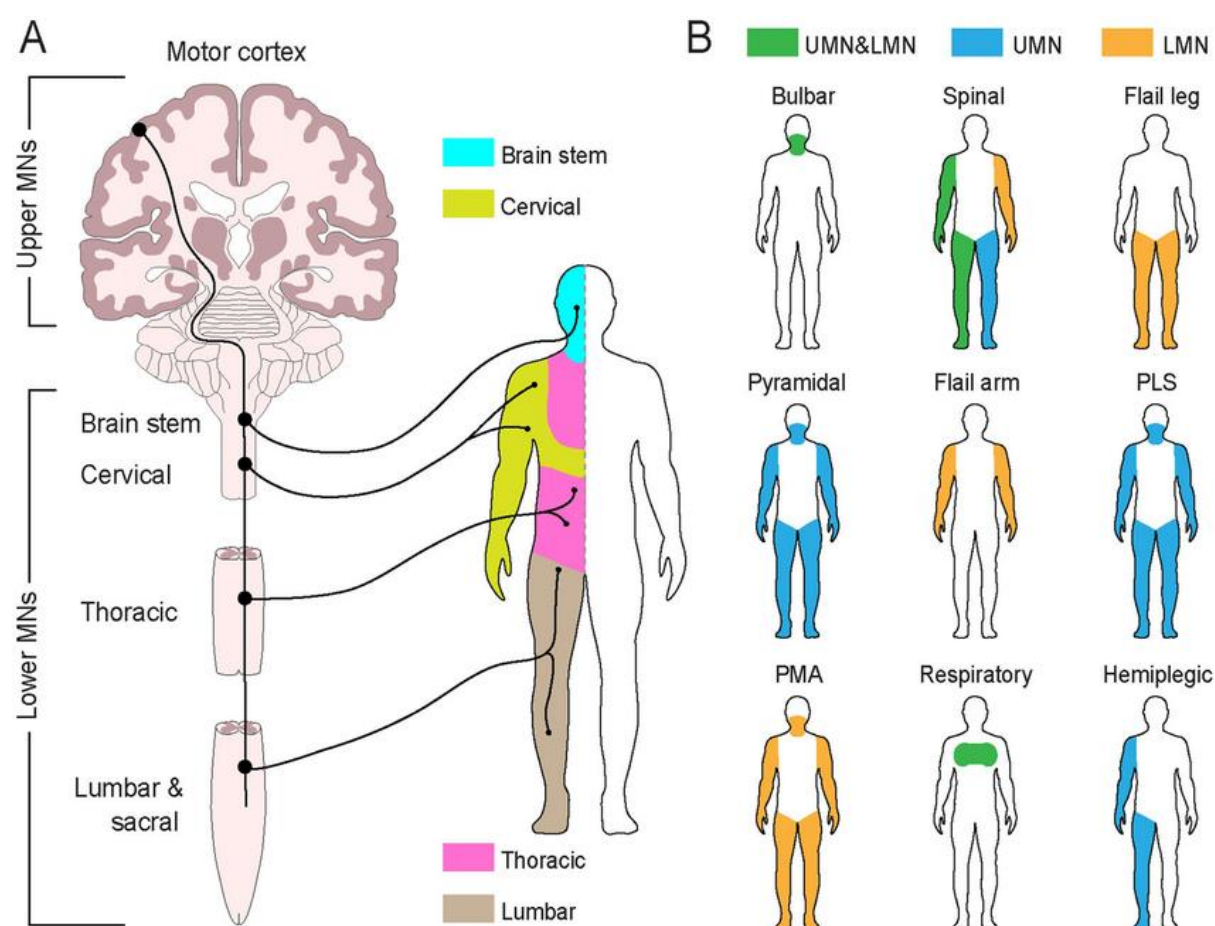 A
Motor cortex
Upper MNs
Brain stem
Cervical
Brain stem
Cervical
Thoracic
Lumbar &
sacral
Lower MNs
Thoracic
Lumbar
B
UMN&LMN
UMN
LMN
Bulbar
Spinal
Flail leg
Pyramidal
Flail arm
PLS
PMA
Respiratory
Hemiplegic